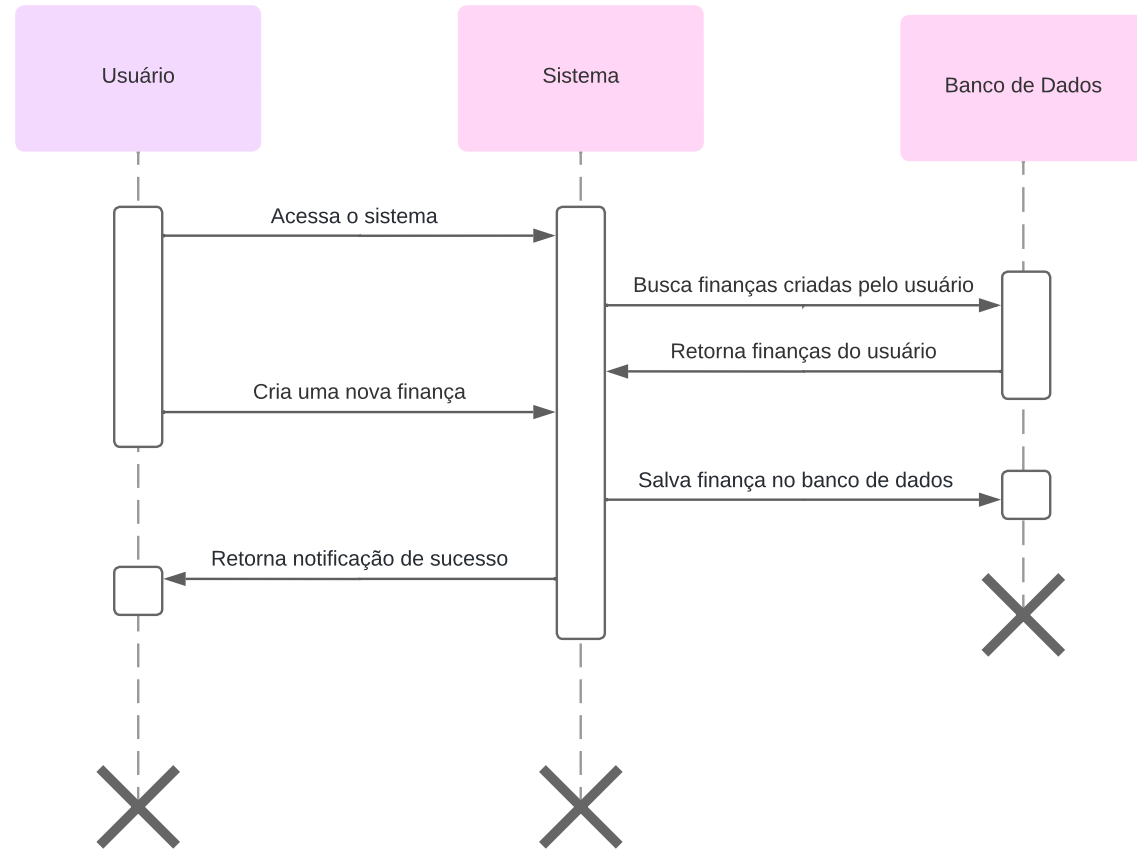 Usuário
Sistema
Banco de Dados
Acessa o sistema
Busca finanças criadas pelo usuário
Retorna finanças do usuário
Cria uma nova finança
Salva finança no banco de dados
Retorna notificação de sucesso